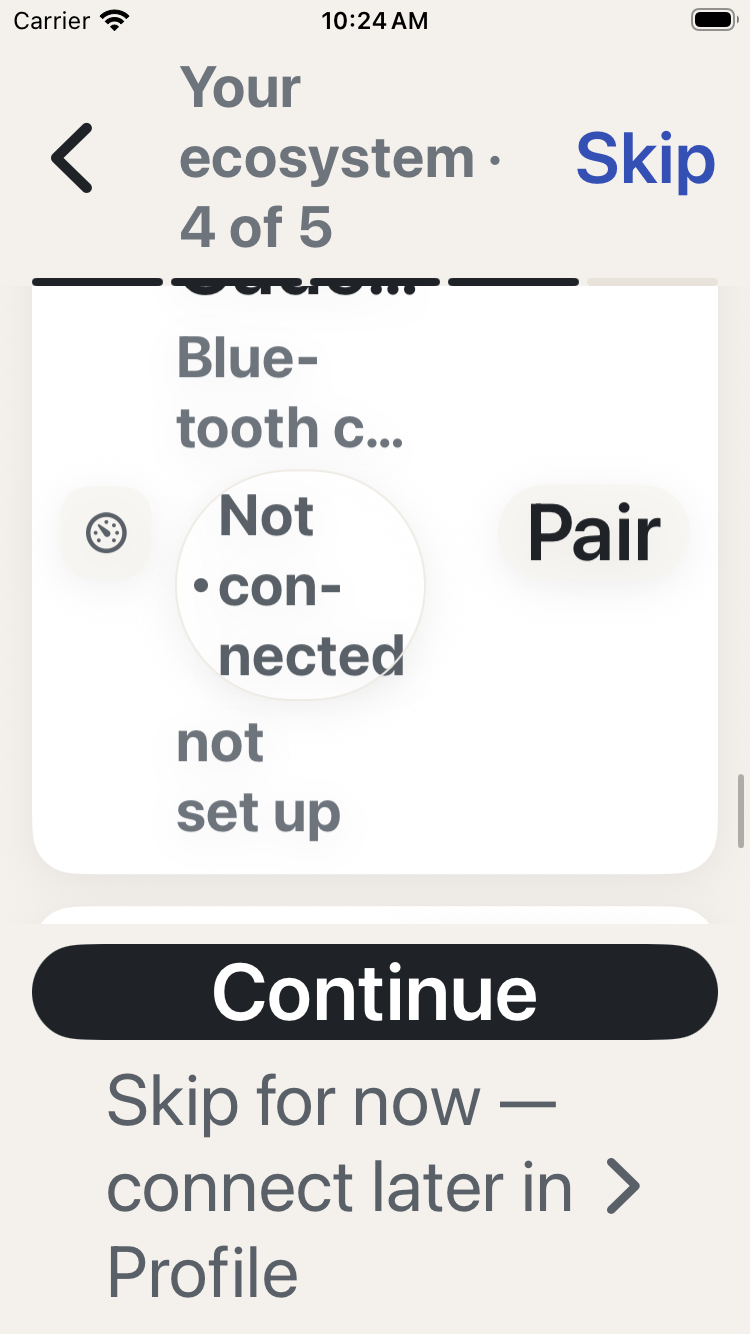 Carrier
10:24 AM
Your
ecosystem ·
4 of 5
Skip
Blue-
tooth c...
Not
• con-
nected
Pair
not
set up
Continue
Skip for now —
connect later in
Profile